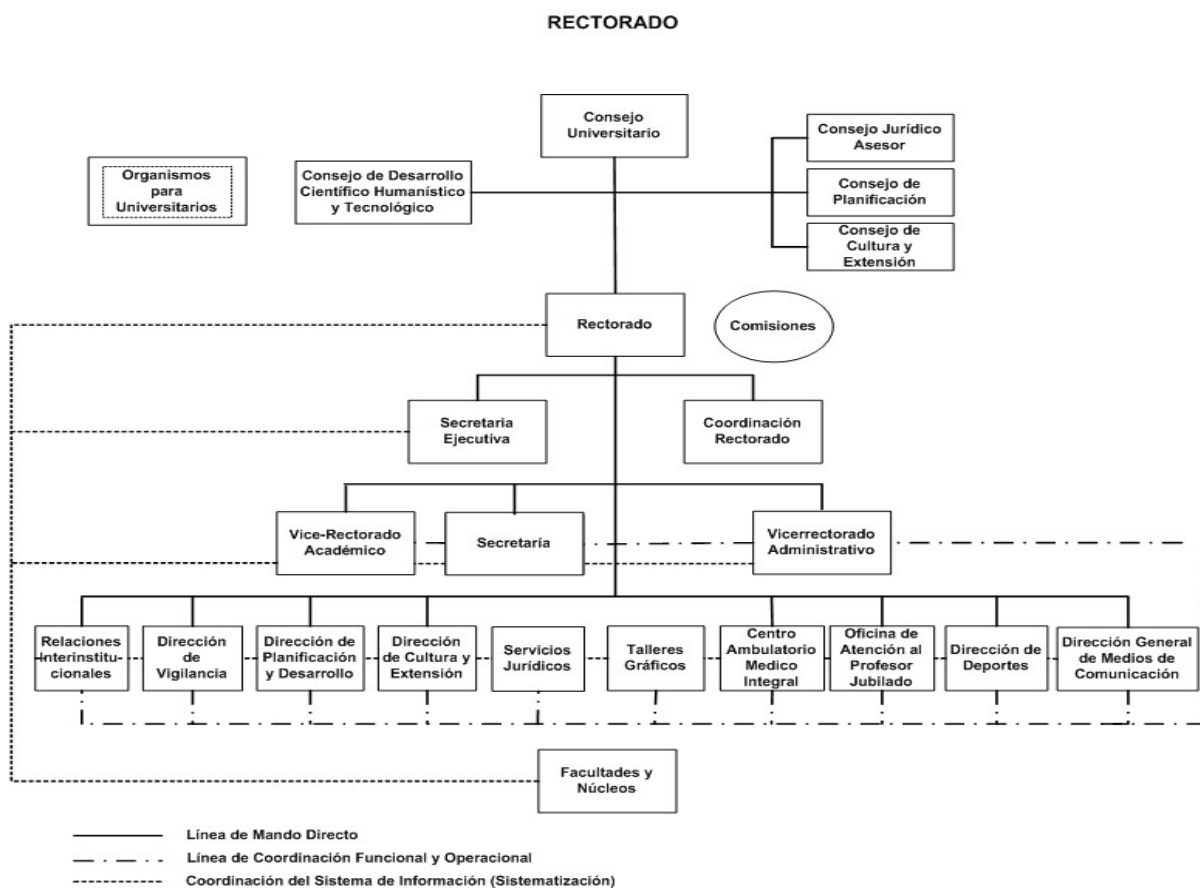 RECTORADO
Consejo
Universitario
Organismos
para
Universitarios
Consejo de Desarrollo
Científico Humanístico
y Tecnológico
Consejo Jurídico
Asesor
Consejo de
Planificación
Consejo de
Cultura y
Extensión
Rectorado
Comisiones
Secretaria
Ejecutiva
Coordinación
Rectorado
Vice-Rectorado
Académico
Secretaría
Vicerrectorado
Administrativo
Relaciones
Interinstitu-
cionales
Dirección
de
Vigilancia
Dirección de
Planificación
y Desarrollo
Dirección
de Cultura y
Extensión
Servicios
Jurídicos
Talleres
Gráficos
Centro
Ambulatorio
Medico
Integral
Oficina de
Atención al
Profesor
Jubilado
Dirección de
Deportes
Dirección General
de Medios de
Comunicación
Facultades y
Núcleos
Línea de Mando Directo
Línea de Coordinación Funcional y Operacional
Coordinación del Sistema de Información (Sistematización)